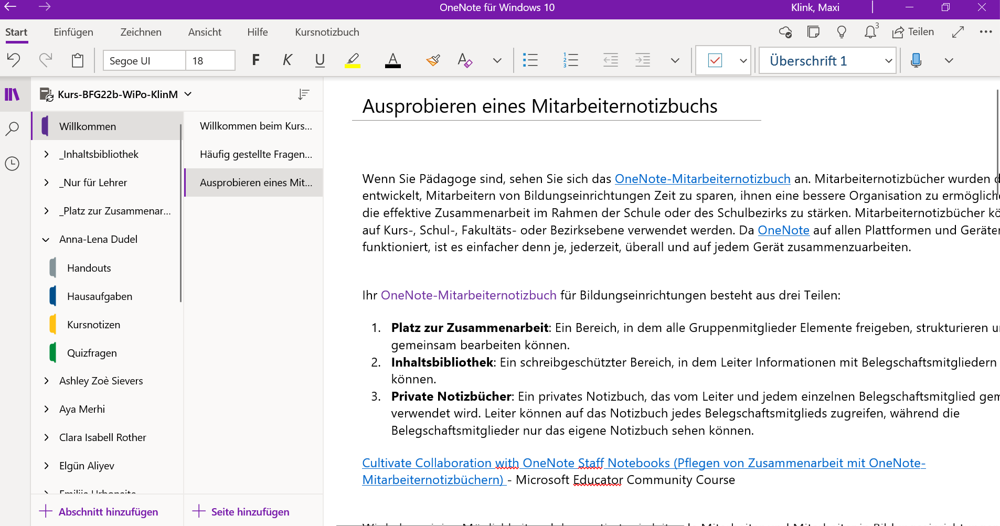 OneNote für Windows 10
Klink, Maxi
Start Einfügen Zeichnen Ansicht Hilfe Kursnotizbuch
3 Teilen
Segoe UI 18 F K U A A Überschrift 1
Kurs-BFG22b-WiPo-KlinM
Willkommen
_Inhaltsbibliothek
_Nur für Lehrer
_Platz zur Zusammenar...
Anna-Lena Dudel
Handouts
Hausaufgaben
Kursnotizen
Quizfragen
Ashley Zoè Sievers
Aya Merhi
Clara Isabell Rother
Elgün Aliyev
Abschnitt hinzufügen
Willkommen beim Kurs...
Häufig gestellte Fragen...
Ausprobieren eines Mit...
Seite hinzufügen
Ausprobieren eines Mitarbeiternotizbuchs
Wenn Sie Pädagoge sind, sehen Sie sich das OneNote-Mitarbeiternotizbuch an. Mitarbeiternotizbücher wurden
entwickelt, Mitarbeitern von Bildungseinrichtungen Zeit zu sparen, ihnen eine bessere Organisation zu ermögliche
die effektive Zusammenarbeit im Rahmen der Schule oder des Schulbezirks zu stärken. Mitarbeiternotizbücher kö
auf Kurs-, Schul-, Fakultäts- oder Bezirksebene verwendet werden. Da OneNote auf allen Plattformen und Geräte
funktioniert, ist es einfacher denn je, jederzeit, überall und auf jedem Gerät zusammenzuarbeiten.
Ihr OneNote-Mitarbeiternotizbuch für Bildungseinrichtungen besteht aus drei Teilen:
1. Platz zur Zusammenarbeit: Ein Bereich, in dem alle Gruppenmitglieder Elemente freigeben, strukturieren u
gemeinsam bearbeiten können.
2. Inhaltsbibliothek: Ein schreibgeschützter Bereich, in dem Leiter Informationen mit Belegschaftsmitgliedern
können.
3. Private Notizbücher: Ein privates Notizbuch, das vom Leiter und jedem einzelnen Belegschaftsmitglied gem
verwendet wird. Leiter können auf das Notizbuch jedes Belegschaftsmitglieds zugreifen, während die
Belegschaftsmitglieder nur das eigene Notizbuch sehen können.
Cultivate Collaboration with OneNote Staff Notebooks (Pflegen von Zusammenarbeit mit OneNote-
Mitarbeiternotizbüchern) - Microsoft Educator Community Course